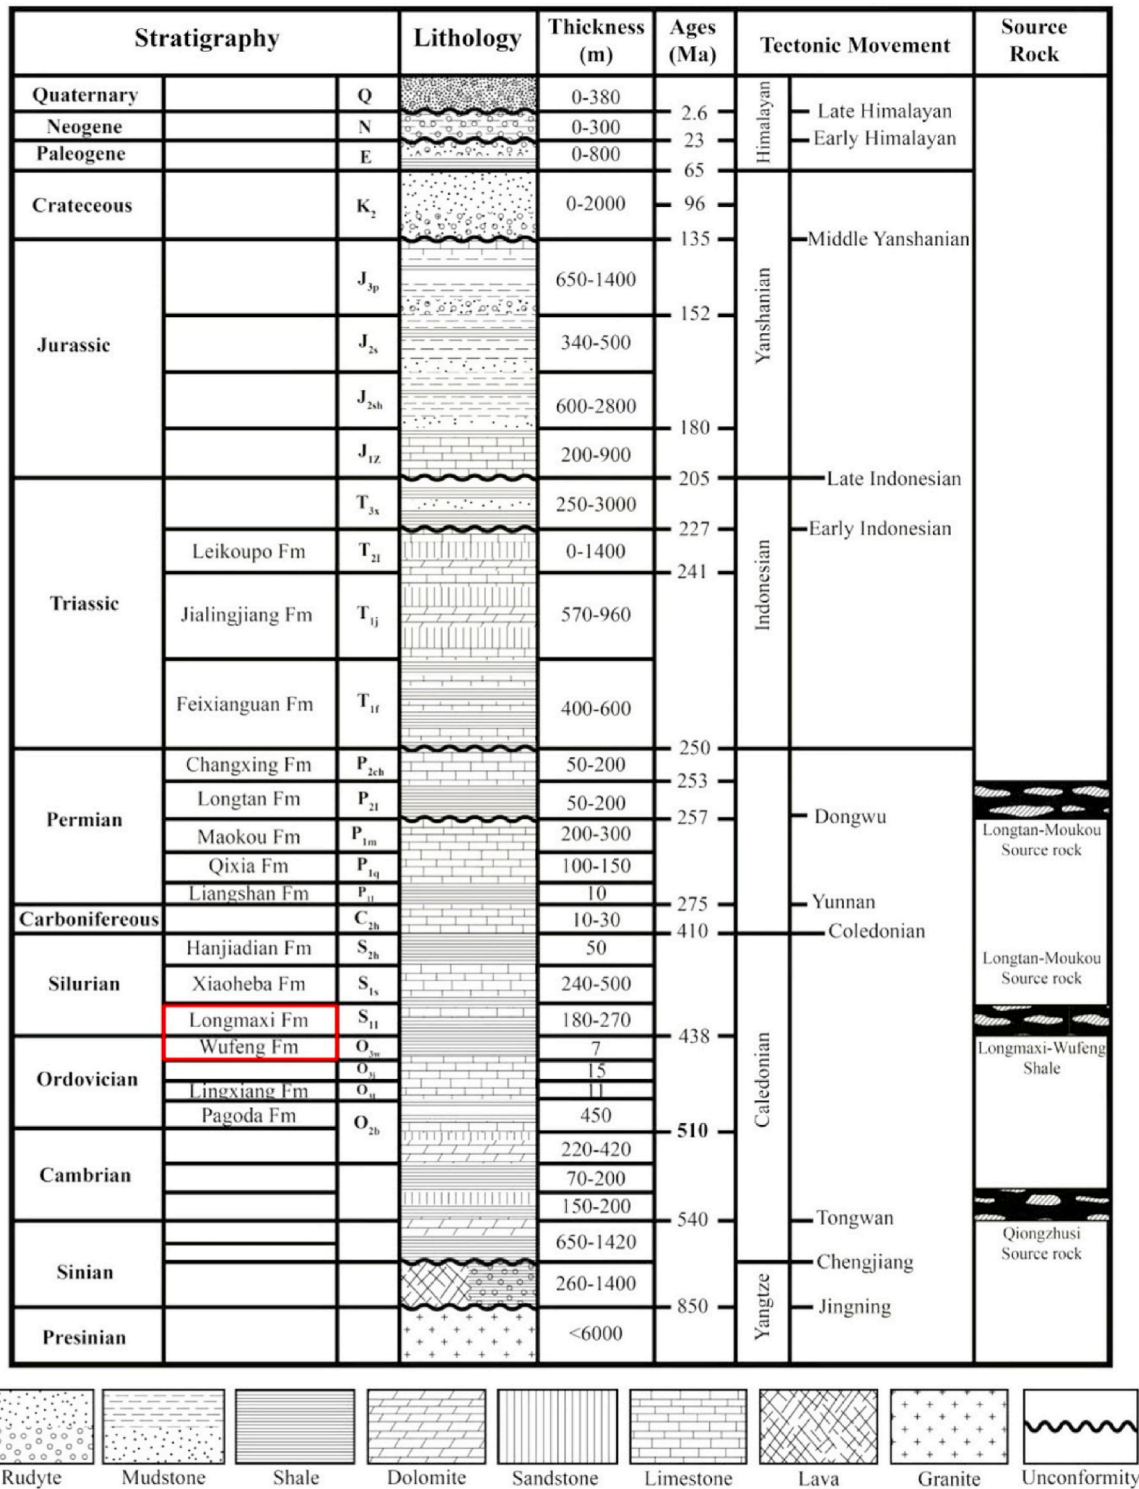 Stratigraphy Lithology Thickness (m) Ages (Ma) Tectonic Movement Source Rock
Quaternary Q 0-380
2.6 Late Himalayan
Neogene N 0-300
23 Early Himalayan
Paleogene E 0-800
Himalayan
65
Crateceous K2 0-2000 96
135 Middle Yanshanian
J3p 650-1400
152
Jurassic
J2s 340-500
Yanshanian
J2sh 600-2800
180
J1Z 200-900
205 Late Indonesian
T3x 250-3000
227 Early Indonesian
Leikoupo Fm T2l 0-1400
241
Triassic
Jialingjiang Fm T1j 570-960
Indonesian
Feixianguan Fm T1f 400-600
250
Changxing Fm P2ch 50-200
253
Longtan Fm P2l 50-200
257 Dongwu
Permian
Maokou Fm P1m 200-300
Longtan-Moukou
Source rock
Qixia Fm P1q 100-150
Liangshan Fm P1l 10
275 Yunnan
Carbonifereous C2h 10-30
410 Coledonian
Hanjiadian Fm S2h 50
Longtan-Moukou
Source rock
Silurian Xiaoheba Fm S1s 240-500
Longmaxi Fm S1l 180-270
438
Wufeng Fm O3w 7
Longmaxi-Wufeng
Shale
O3j 15
Ordovician
Lingxiang Fm 11
Pagoda Fm 450
O2b
Caledonian
510
220-420
Cambrian 70-200
150-200
540 Tongwan
650-1420
Qiongzhusi
Source rock
Chengjiang
Sinian 260-1400
Yangtze
850 Jingning
Presinian <6000
Rudyte Mudstone Shale Dolomite Sandstone Limestone Lava Granite Unconformity